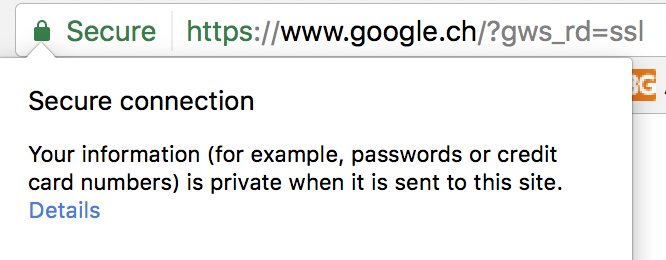 Secure https://www.google.ch/?gws_rd=ssl
Secure connection
Your information (for example, passwords or credit
card numbers) is private when it is sent to this site.
Details